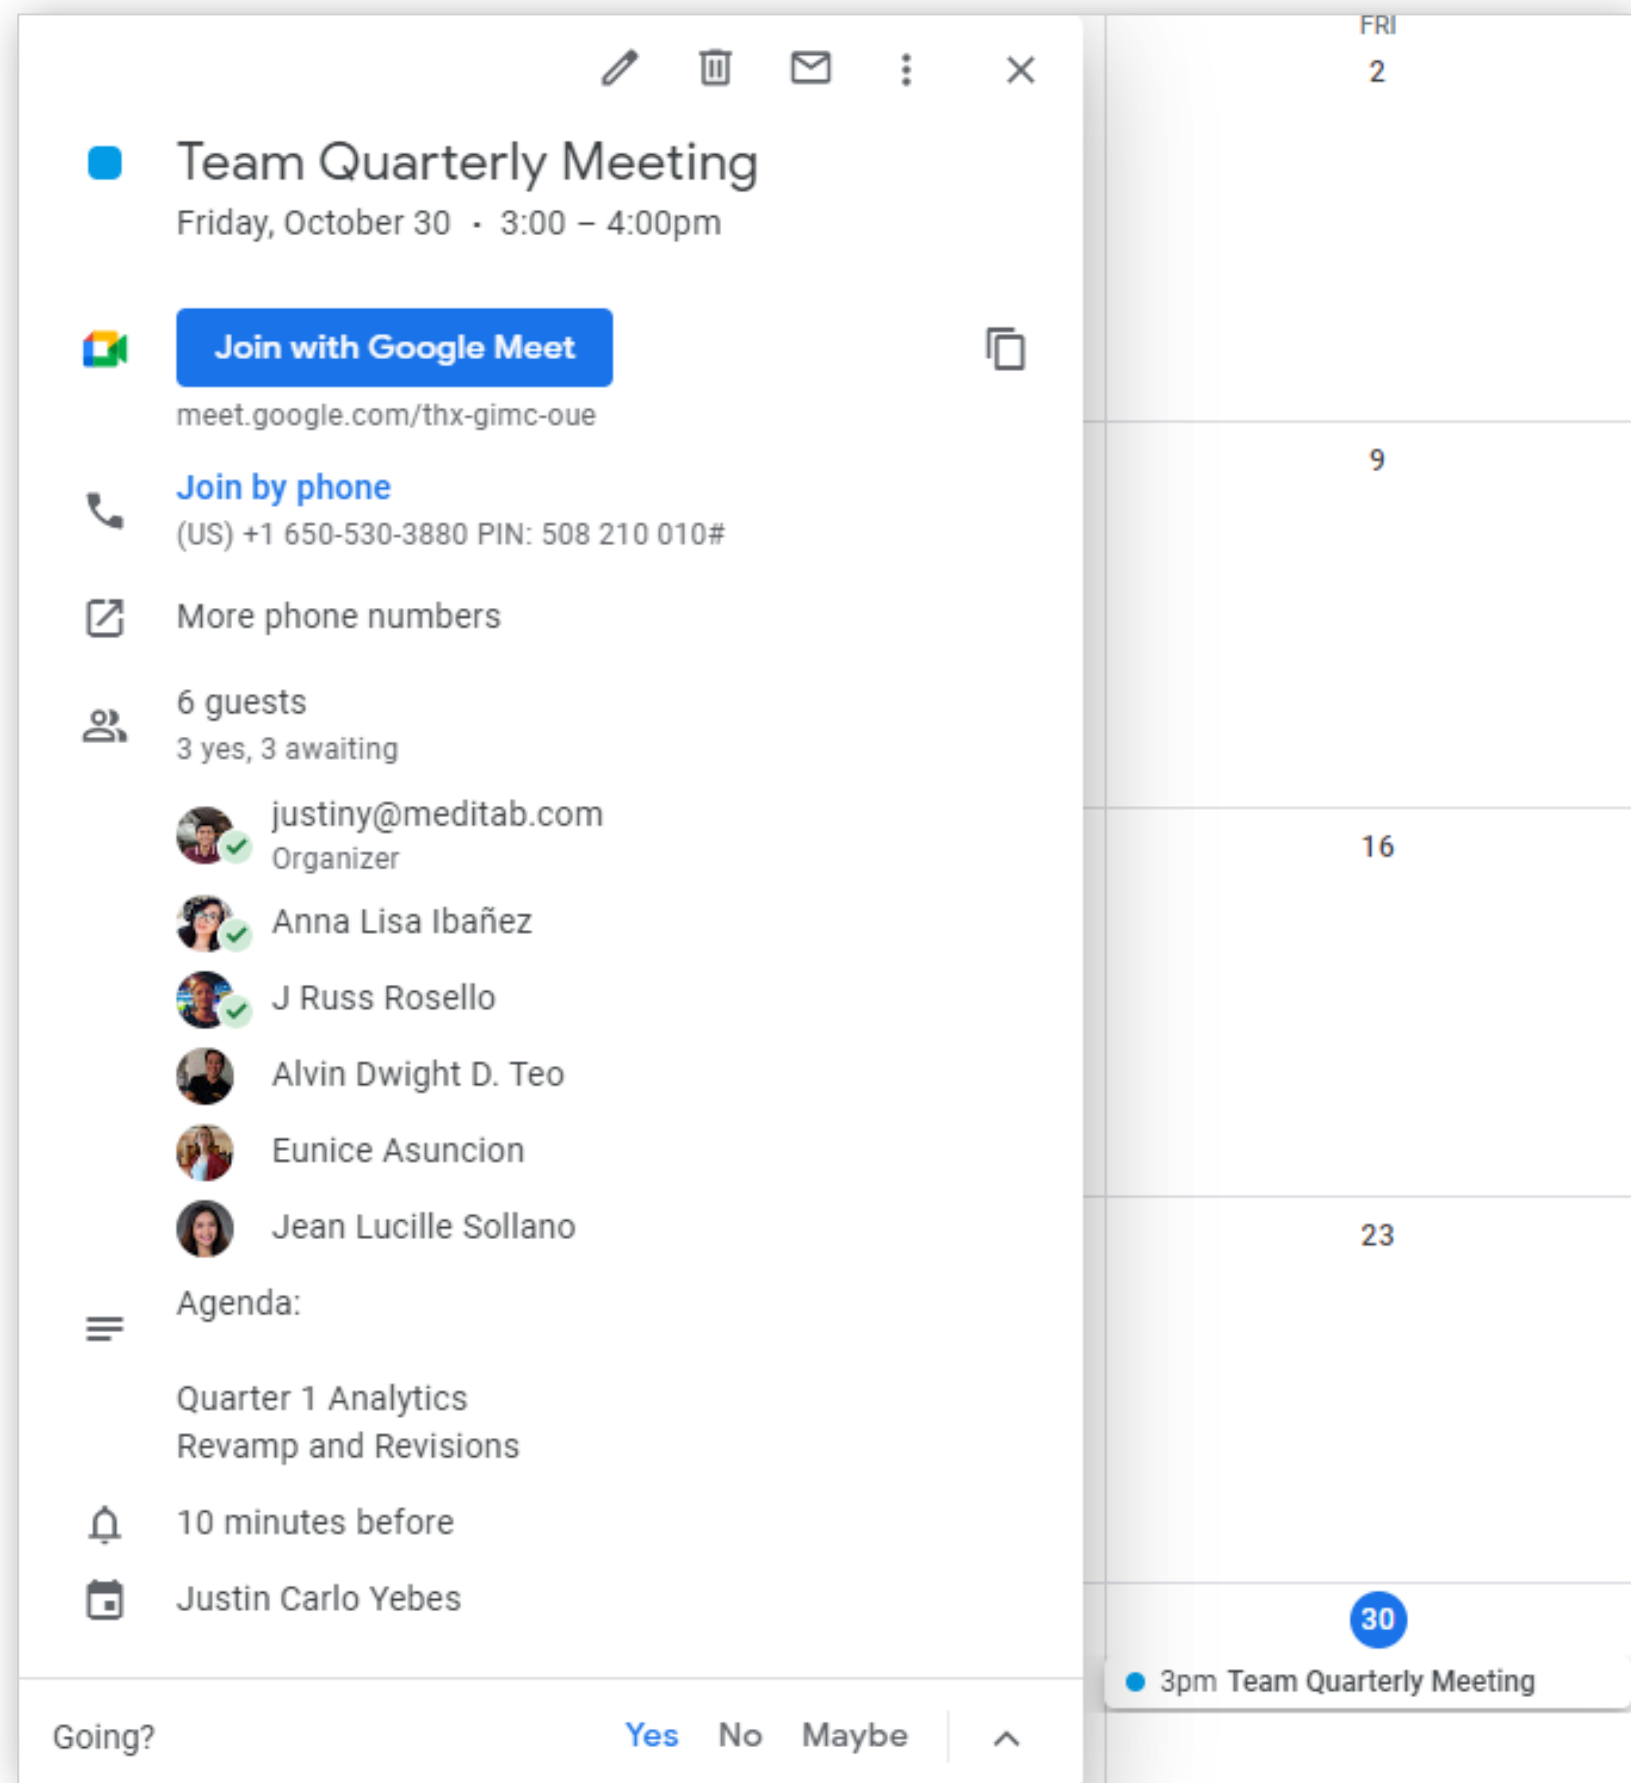 Team Quarterly Meeting
Friday, October 30 · 3:00 – 4:00pm
Join with Google Meet
meet.google.com/thx-gimc-oue
Join by phone
(US) +1 650-530-3880 PIN: 508 210 010#
More phone numbers
6 guests
3 yes, 3 awaiting
justiny@meditab.com
Organizer
Anna Lisa Ibañez
J Russ Rosello
Alvin Dwight D. Teo
Eunice Asuncion
Jean Lucille Sollano
Agenda:
Quarter 1 Analytics
Revamp and Revisions
10 minutes before
Justin Carlo Yebes
Going? Yes No Maybe
FRI
2
9
16
23
30
3pm Team Quarterly Meeting